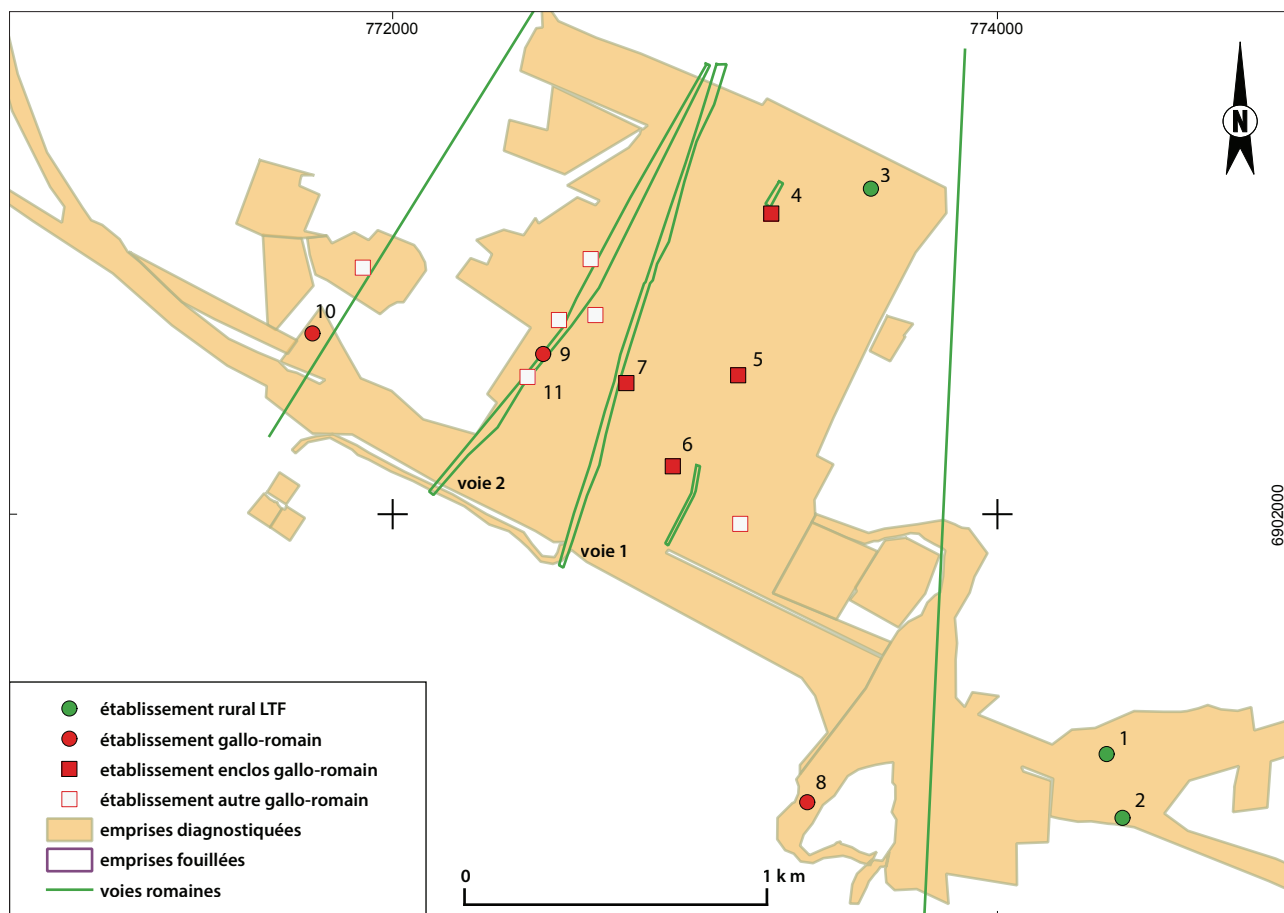 772000
774000
N
3
4
10
9
7
5
11
6
voie 2
6902000
voie 1
1
8
2
établissement rural LTF
établissement gallo-romain
etablissement enclos gallo-romain
établissement autre gallo-romain
emprises diagnostiquées
emprises fouillées
voies romaines
0
1 k m